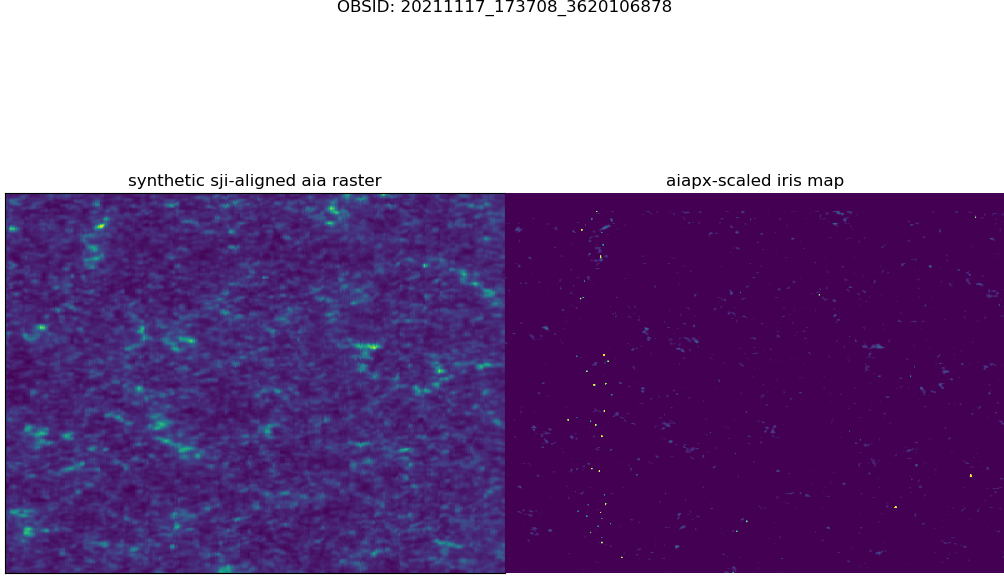 OBSID: 20211117_173708_3620106878
synthetic sji-aligned aia raster
aiapx-scaled iris map